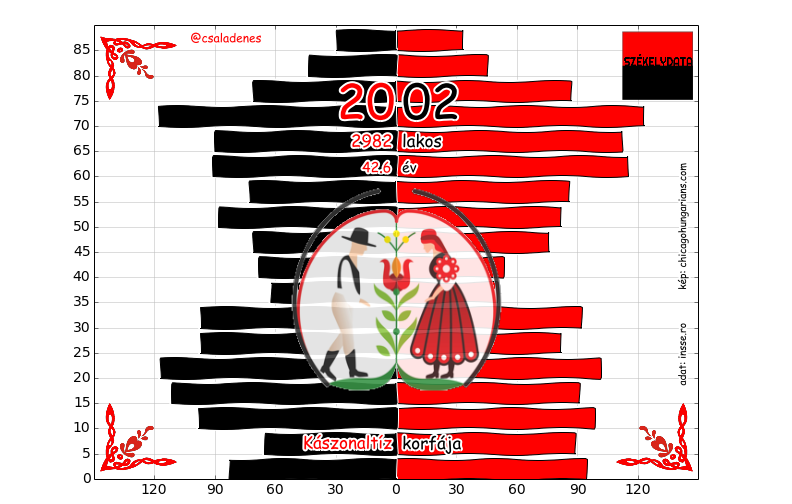 @csaladenes
SZÉKELYDATA
2002
2982 lakos
42.6 év
kép: chicagohungarians.com
adat: insse.ro
Kászonaltíz korfája
85
80
75
70
65
60
55
50
45
40
35
30
25
20
15
10
5
0
120 90 60 30 0 30 60 90 120